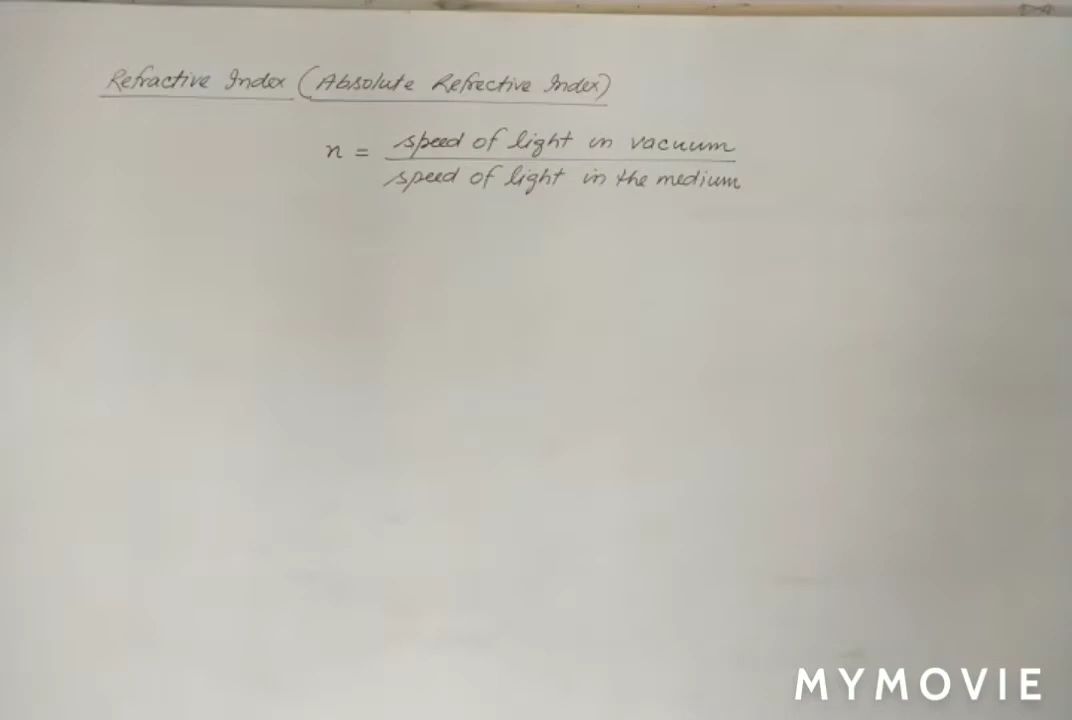 Refractive Index (Absolute Refrective Index)
n = speed of light in vacuum
speed of light in the medium
MYMOVIE